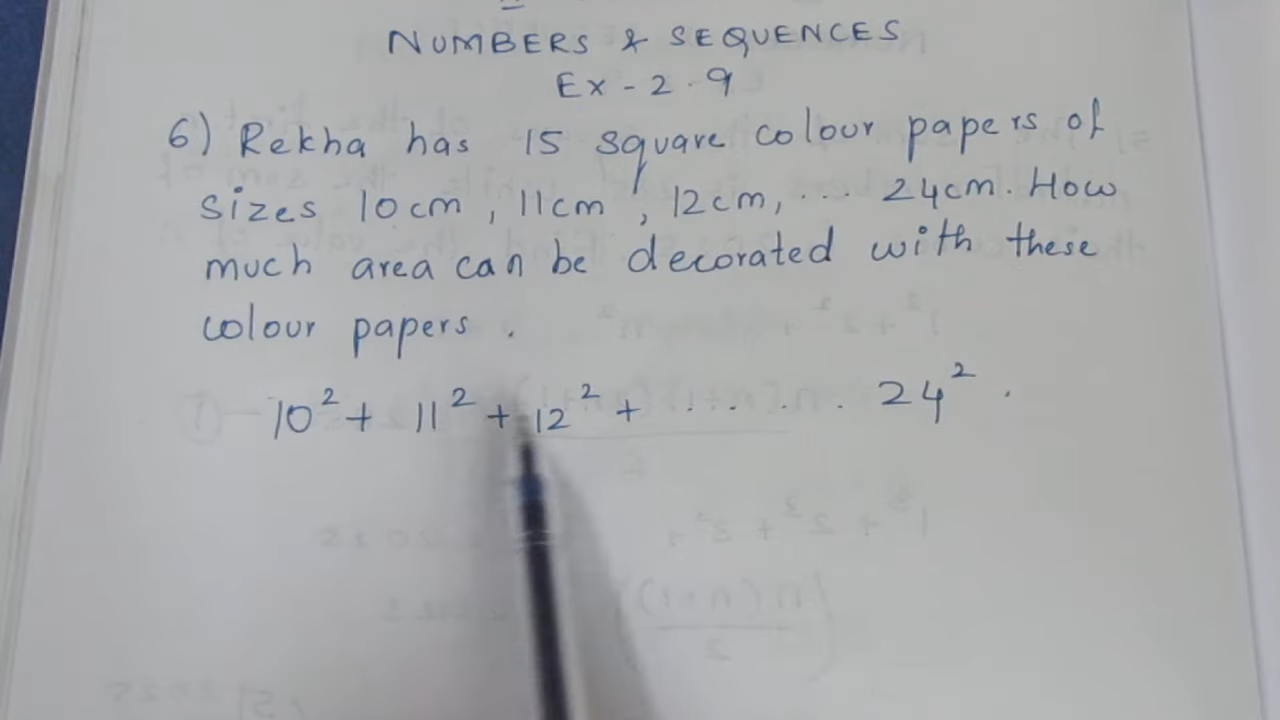 NUMBERS & SEQUENCES
Ex - 2.9
6) Rekha has 15 square colour papers of
sizes 10cm, 11cm, 12cm, ... 24cm. How
much area can be decorated with these
colour papers.
10² + 11² + 12² + ...... 24².